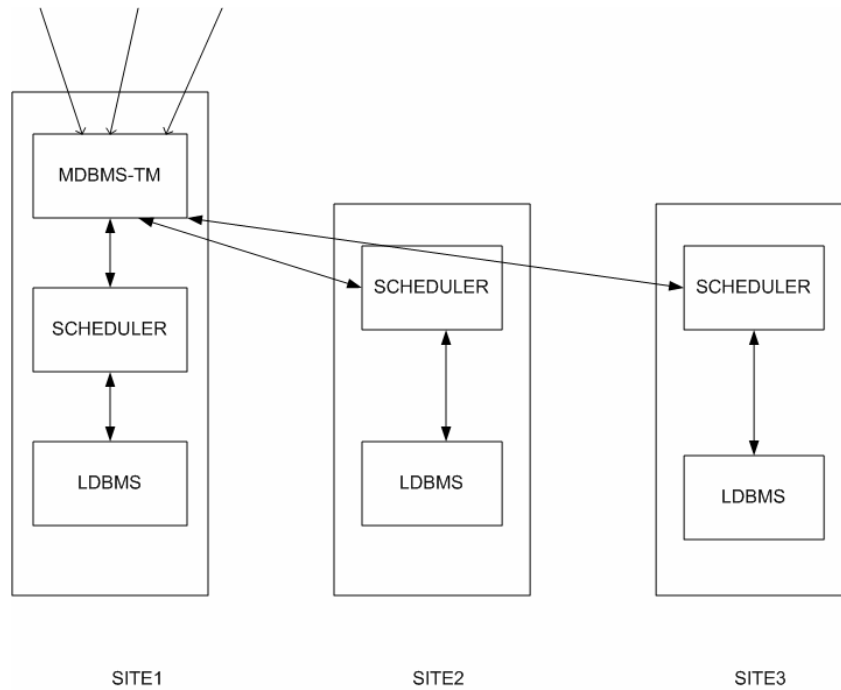 MDBMS-TM
SCHEDULER
SCHEDULER
SCHEDULER
LDBMS
LDBMS
LDBMS
SITE1
SITE2
SITE3